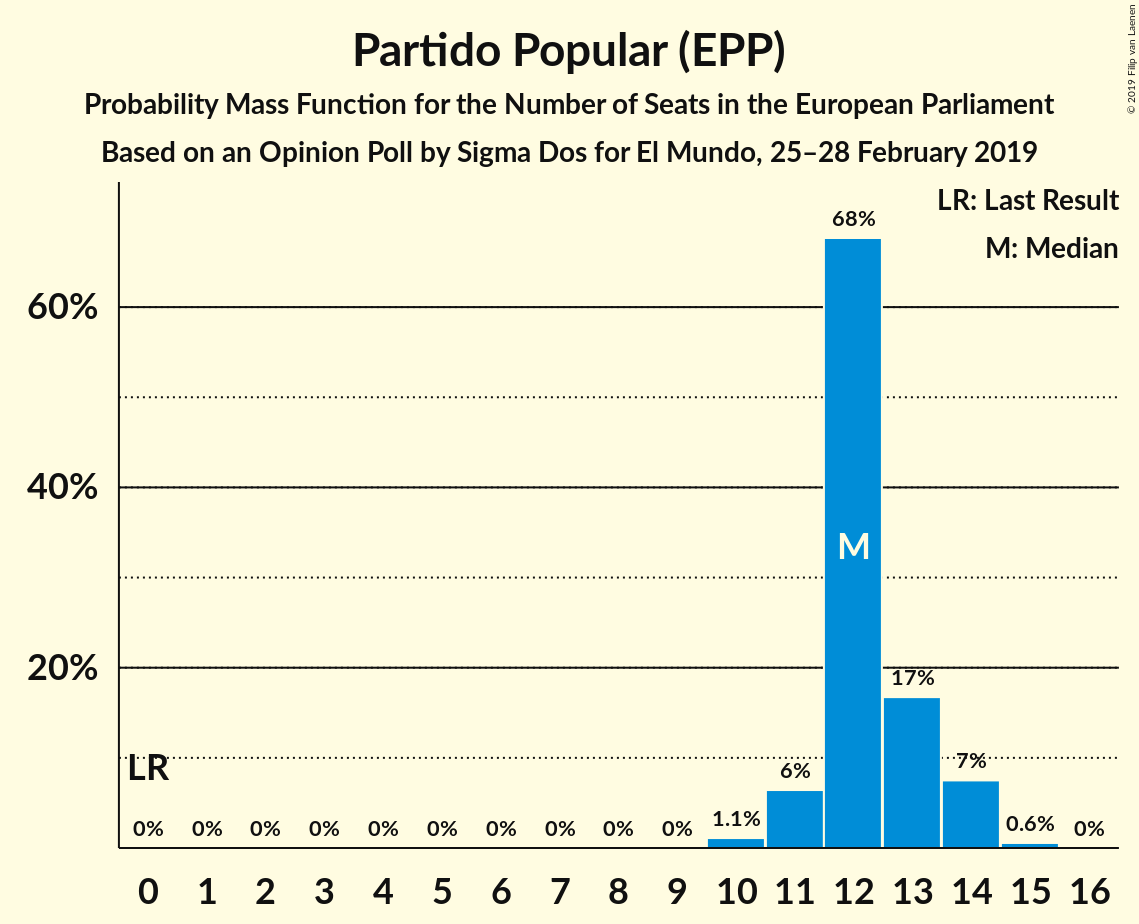 Partido Popular (EPP)
Probability Mass Function for the Number of Seats in the European Parliament
Based on an Opinion Poll by Sigma Dos for El Mundo, 25–28 February 2019
© 2019 Filip van Laenen
LR: Last Result
M: Median
68%
60%
40%
M
20%
17%
LR
6%
7%
0% 0% 0% 0% 0% 0% 0% 0% 0% 0% 1.1% 0.6% 0%
0 1 2 3 4 5 6 7 8 9 10 11 12 13 14 15 16